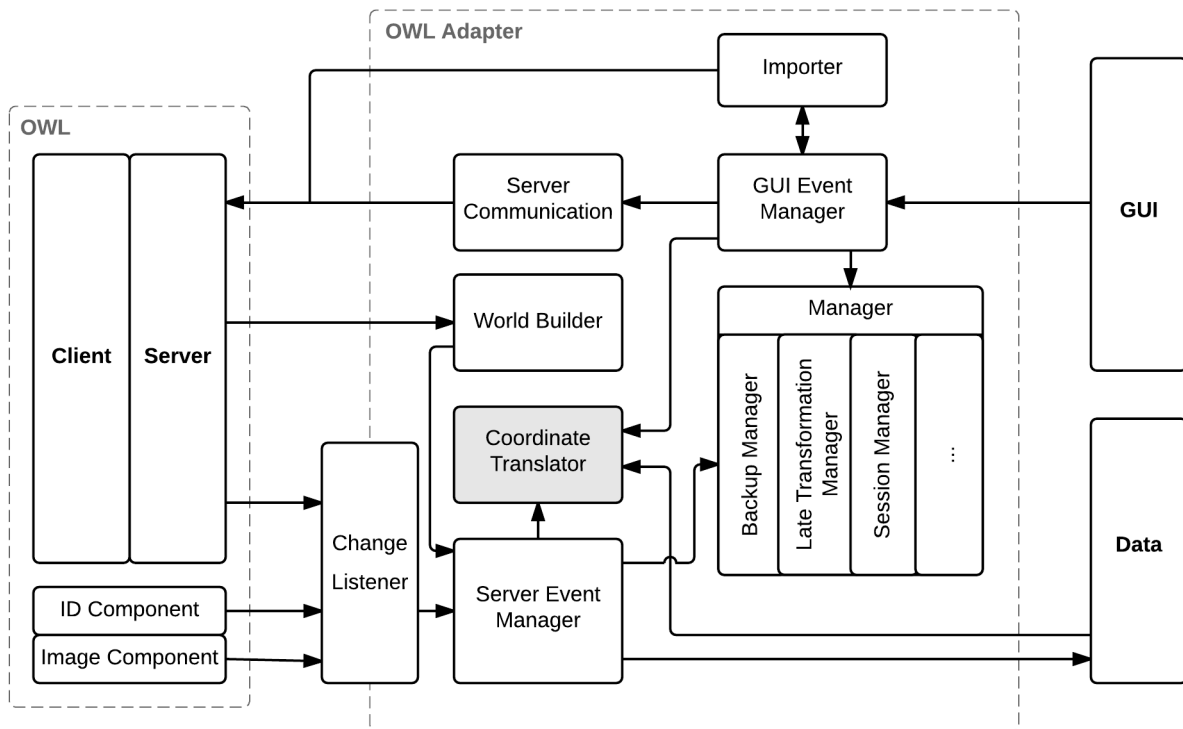 OWL Adapter
Importer
OWL
Server
Communication
GUI Event
Manager
GUI
World Builder
Manager
Client
Server
Backup Manager
Late Transformation
Manager
Session Manager
...
Coordinate
Translator
Change
Listener
Data
ID Component
Server Event
Manager
Image Component